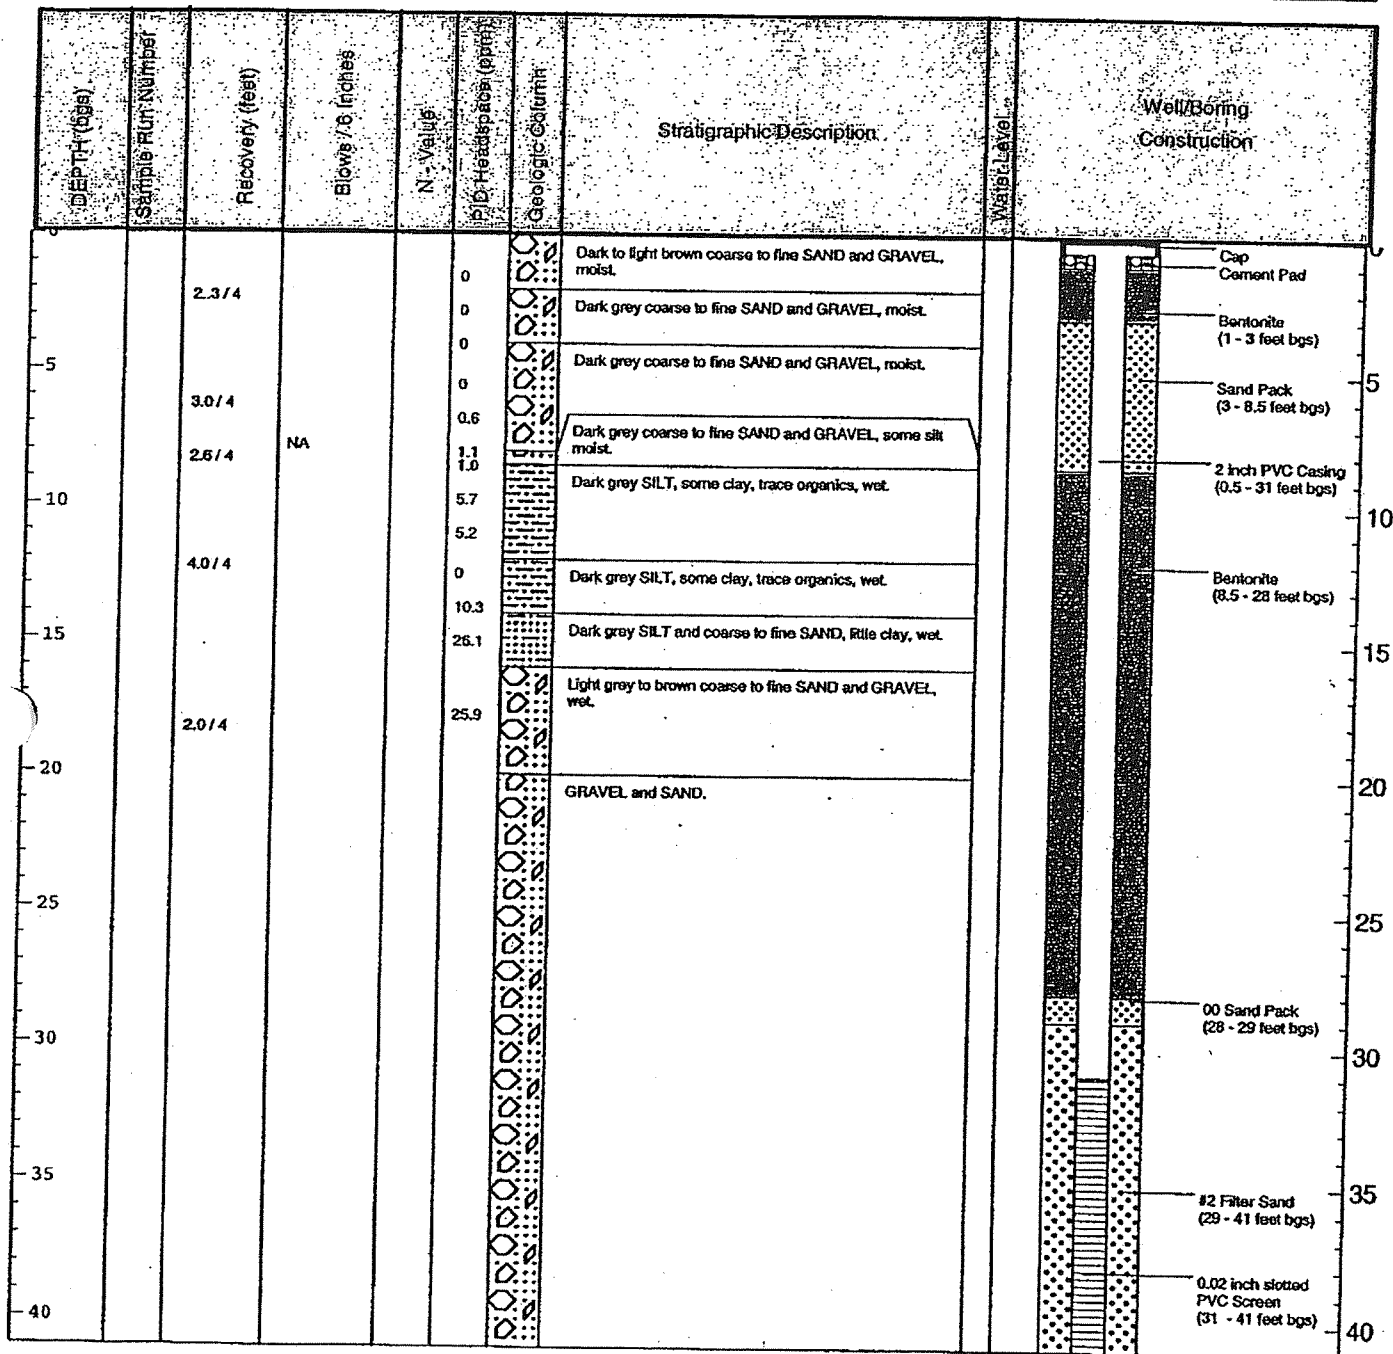 DEPTH (bgs)
Sample Run Number
Recovery (feet)
Blows / 6 Inches
N - Value
PID Headspace (ppm)
Geologic Column
Stratigraphic Description
Water Level
Well/Boring
Construction
0
5
10
15
20
25
30
35
40
2..3 / 4
3.0 / 4
2.6 / 4
4.0 / 4
2.0 / 4
NA
0
0
0
0
0.6
1.1
1.0
5.7
5.2
0
10.3
26.1
25.9
Dark to light brown coarse to fine SAND and GRAVEL,
moist.
Dark grey coarse to fine SAND and GRAVEL, moist.
Dark grey coarse to fine SAND and GRAVEL, moist.
Dark grey coarse to fine SAND and GRAVEL, some silt
moist.
Dark grey SILT, some clay, trace organics, wet.
Dark grey SILT, some clay, trace organics, wet.
Dark gray SILT and coarse to fine SAND, little clay, wet.
Light grey to brown coarse to fine SAND and GRAVEL,
wet.
GRAVEL and SAND.
Cap
Cement Pad
Bentonite
(1 - 3 feet bgs)
Sand Pack
(3 - 8.5 feet bgs)
2 inch PVC Casing
(0.5 - 31 feet bgs)
Bentonite
(8.5 - 28 feet bgs)
00 Sand Pack
(28 - 29 feet bgs)
#2 Filter Sand
(29 - 41 feet bgs)
0.02 inch slotted
PVC Screen
(31 - 41 feet bgs)
0
5
10
15
20
25
30
35
40